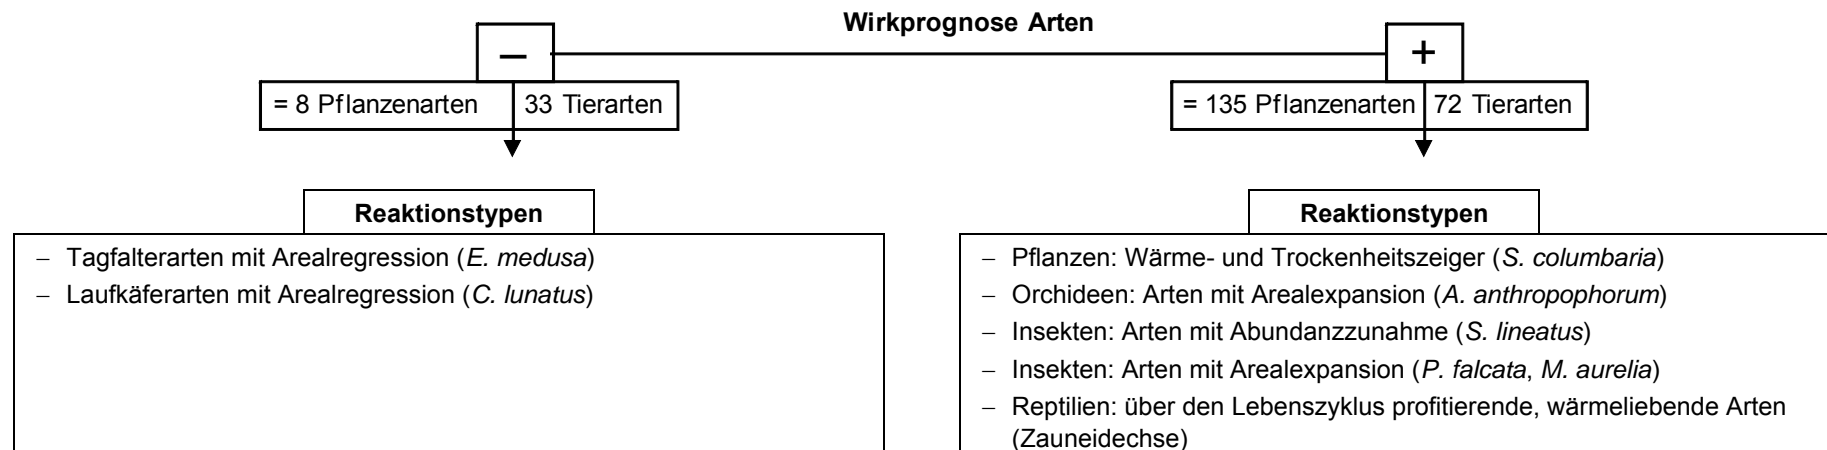 Wirkprognose Arten
–
+
= 8 Pflanzenarten
33 Tierarten
= 135 Pflanzenarten
72 Tierarten
Reaktionstypen
– Tagfalterarten mit Arealregression (E. medusa)
– Laufkäferarten mit Arealregression (C. lunatus)
Reaktionstypen
– Pflanzen: Wärme- und Trockenheitszeiger (S. columbaria)
– Orchideen: Arten mit Arealexpansion (A. anthropophorum)
– Insekten: Arten mit Abundanzzunahme (S. lineatus)
– Insekten: Arten mit Arealexpansion (P. falcata, M. aurelia)
– Reptilien: über den Lebenszyklus profitierende, wärmeliebende Arten
(Zauneidechse)